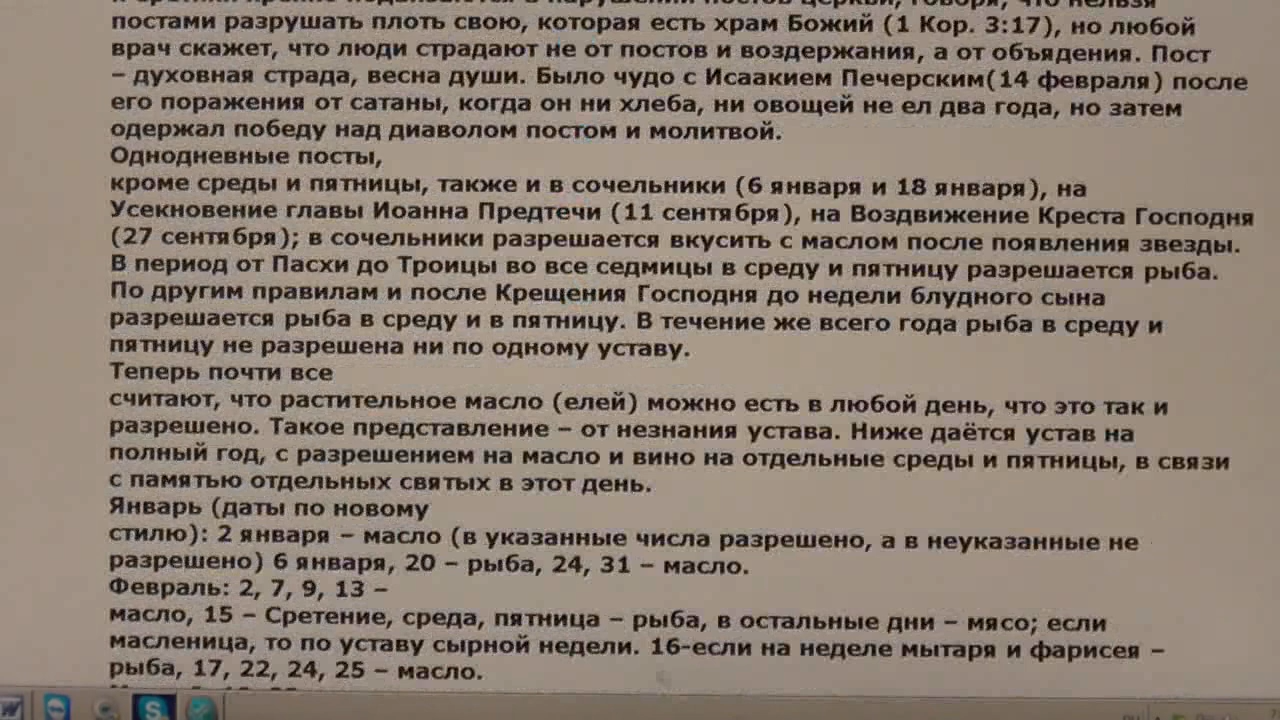 постами разрушать плоть свою, которая есть храм Божий (1 Кор. 3:17), но любой
врач скажет, что люди страдают не от постов и воздержания, а от объядения. Пост
– духовная страда, весна души. Было чудо с Исаакием Печерским(14 февраля) после
его поражения от сатаны, когда он ни хлеба, ни овощей не ел два года, но затем
одержал победу над диаволом постом и молитвой.
Однодневные посты,
кроме среды и пятницы, также и в сочельники (6 января и 18 января), на
Усекновение главы Иоанна Предтечи (11 сентября), на Воздвижение Креста Господня
(27 сентября); в сочельники разрешается вкусить с маслом после появления звезды.
В период от Пасхи до Троицы во все седмицы в среду и пятницу разрешается рыба.
По другим правилам и после Крещения Господня до недели блудного сына
разрешается рыба в среду и в пятницу. В течение же всего года рыба в среду и
пятницу не разрешена ни по одному уставу.
Теперь почти все
считают, что растительное масло (елей) можно есть в любой день, что это так и
разрешено. Такое представление – от незнания устава. Ниже даётся устав на
полный год, с разрешением на масло и вино на отдельные среды и пятницы, в связи
с памятью отдельных святых в этот день.
Январь (даты по новому
стилю): 2 января – масло (в указанные числа разрешено, а в неуказанные не
разрешено) 6 января, 20 – рыба, 24, 31 – масло.
Февраль: 2, 7, 9, 13 –
масло, 15 – Сретение, среда, пятница – рыба, в остальные дни – мясо; если
масленица, то по уставу сырной недели. 16-если на неделе мытаря и фарисея –
рыба, 17, 22, 24, 25 – масло.